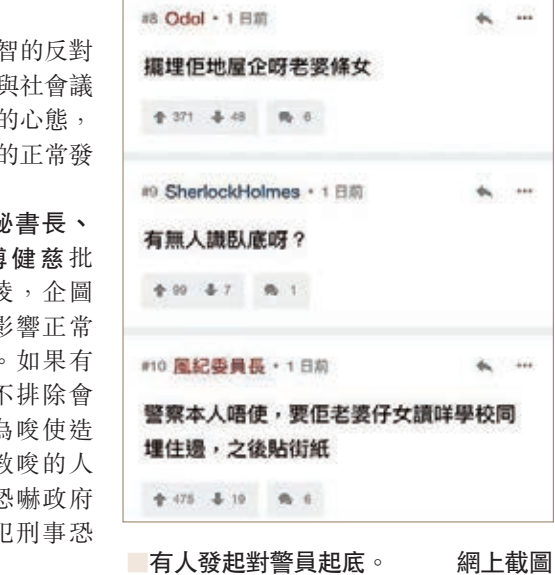 智的反對
與社會議
的心態，
的正常發
秘書長、
傅健慈批
凌，企圖
影響正常
。如果有
不排除會
為唆使造
教唆的人
恐嚇政府
犯刑事恐
#8 Odol • 1 日前
擺埋佢地屋企呀老婆條女
371 48 6
#9 SherlockHolmes • 1 日前
有無人識臥底呀？
99 7 1
#10 風紀委員長 • 1 日前
警察本人唔使，要佢老婆仔女讀咩學校同
埋住邊，之後貼街紙
475 19 6
■有人發起對警員起底。 網上截圖